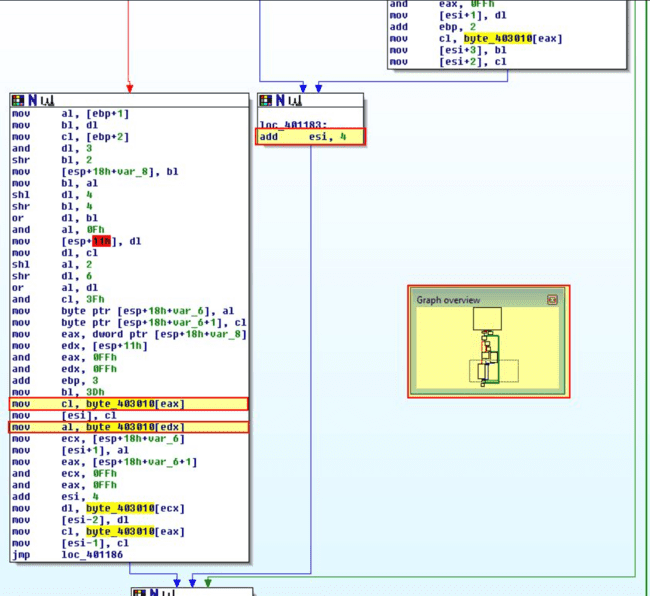 and     eax, 0FFh
mov     [esi+1], dl
add     ebp, 2
mov     cl, byte_403010[eax]
mov     [esi+3], bl
mov     [esi+2], cl
mov     al, [ebp+1]
mov     bl, dl
mov     cl, [ebp+2]
and     dl, 3
shr     bl, 2
mov     [esp+18h+var_8], bl
mov     bl, al
shl     dl, 4
shr     bl, 4
or      dl, bl
and     al, 0Fh
mov     [esp+11h], dl
mov     dl, cl
shl     al, 2
shr     dl, 6
or      al, dl
and     cl, 3Fh
mov     byte ptr [esp+18h+var_6], al
mov     byte ptr [esp+18h+var_6+1], cl
mov     eax, dword ptr [esp+18h+var_8]
mov     edx, [esp+11h]
and     eax, 0FFh
and     edx, 0FFh
add     ebp, 3
mov     bl, 3Dh
mov     cl, byte_403010[eax]
mov     [esi], cl
mov     al, byte_403010[edx]
mov     ecx, [esp+18h+var_6]
mov     [esi+1], al
mov     eax, [esp+18h+var_6+1]
and     ecx, 0FFh
and     eax, 0FFh
add     esi, 4
mov     dl, byte_403010[ecx]
mov     [esi-2], dl
mov     cl, byte_403010[eax]
mov     [esi-1], cl
jmp     loc_401186
loc_401183:
add     esi, 4
Graph overview